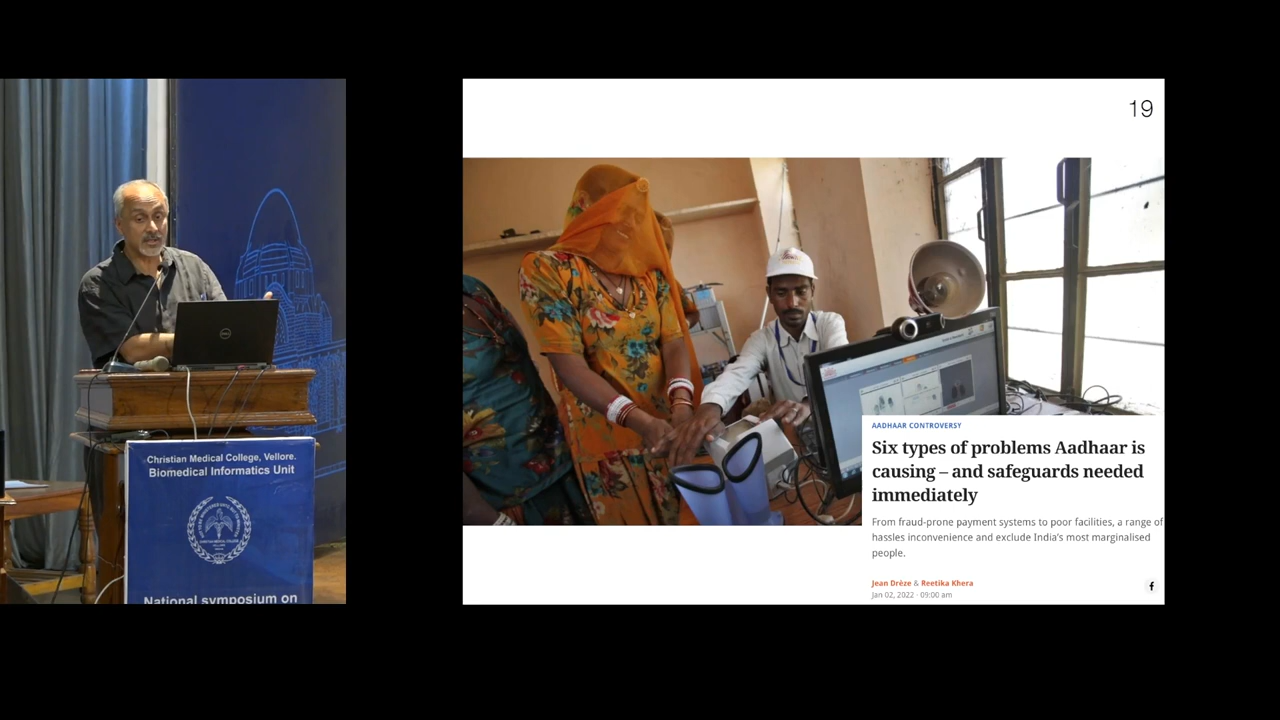 Christian Medical College, Vellore.
Biomedical Informatics Unit
National symposium on
DELL
19
AADHAAR CONTROVERSY
Six types of problems Aadhaar is
causing – and safeguards needed
immediately
From fraud-prone payment systems to poor facilities, a range of
hassles inconvenience and exclude India's most marginalised
people.
Jean Drèze & Reetika Khera
Jan 02, 2022 · 09:00 am